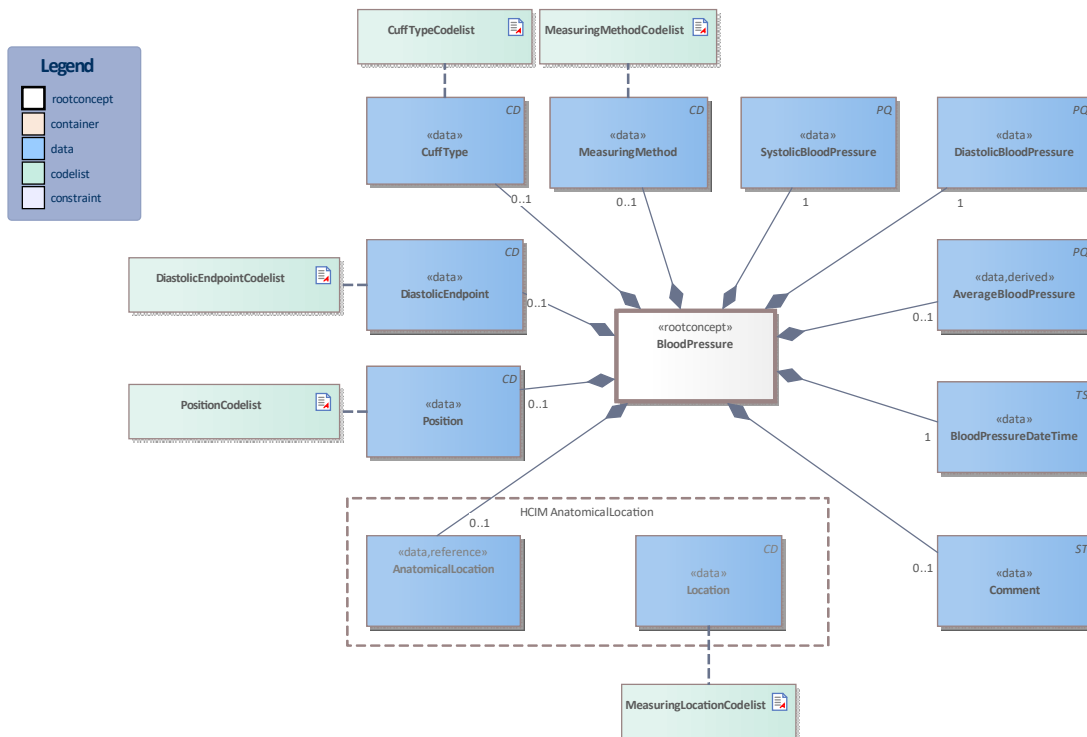 CuffTypeCodelist
MeasuringMethodCodelist
Legend
rootconcept
container
data
codelist
constraint
CD
«data»
CuffType
0..1
CD
«data»
MeasuringMethod
0..1
PQ
«data»
SystolicBloodPressure
1
PQ
«data»
DiastolicBloodPressure
1
DiastolicEndpointCodelist
CD
«data»
DiastolicEndpoint
0..1
PQ
«data,derived»
AverageBloodPressure
0..1
«rootconcept»
BloodPressure
PositionCodelist
CD
«data»
Position
0..1
TS
«data»
BloodPressureDateTime
1
HCIM AnatomicalLocation
0..1
«data,reference»
AnatomicalLocation
CD
«data»
Location
ST
«data»
Comment
0..1
MeasuringLocationCodelist